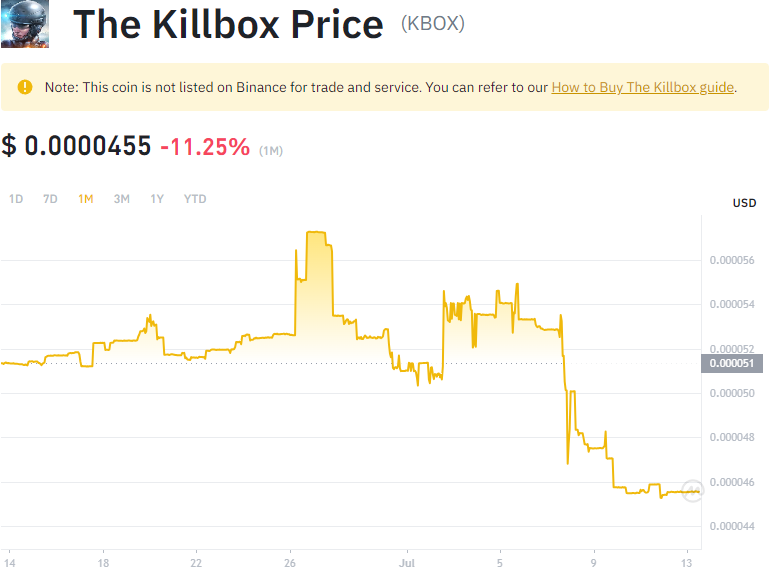 The Killbox Price (KBOX)
Note: This coin is not listed on Binance for trade and service. You can refer to our How to Buy The Killbox guide.
$ 0.0000455 -11.25% (1M)
1D 7D 1M 3M 1Y YTD
USD
0.000056
0.000054
0.000052
0.000051
0.000050
0.000048
0.000046
0.000044
14 18 22 26 Jul 5 9 13